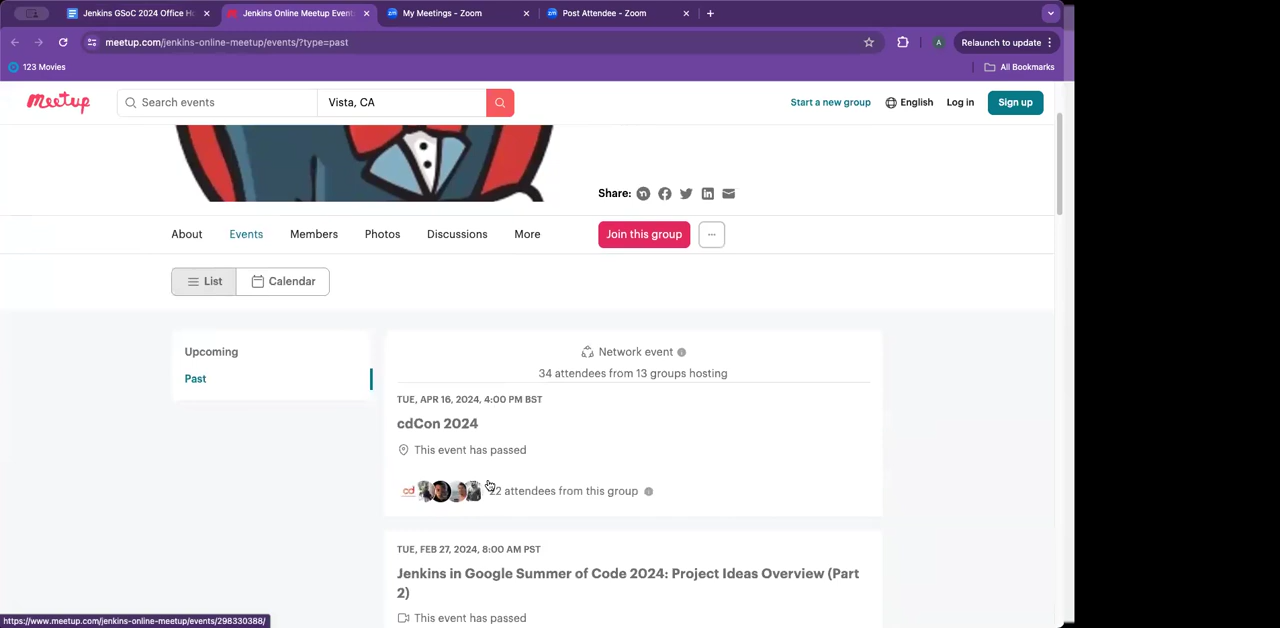 Jenkins GSoC 2024 Office H
Jenkins Online Meetup Event
My Meetings - Zoom
Post Attendee - Zoom
meetup.com/jenkins-online-meetup/events/?type=past
A
Relaunch to update
123 Movies
All Bookmarks
meetup
Search events
Vista, CA
Start a new group
English
Log in
Sign up
Share:
About
Events
Members
Photos
Discussions
More
Join this group
List
Calendar
Upcoming
Past
Network event
34 attendees from 13 groups hosting
TUE, APR 16, 2024, 4:00 PM BST
cdCon 2024
This event has passed
cd
22 attendees from this group
TUE, FEB 27, 2024, 8:00 AM PST
Jenkins in Google Summer of Code 2024: Project Ideas Overview (Part
2)
This event has passed
https://www.meetup.com/jenkins-online-meetup/events/298330388/